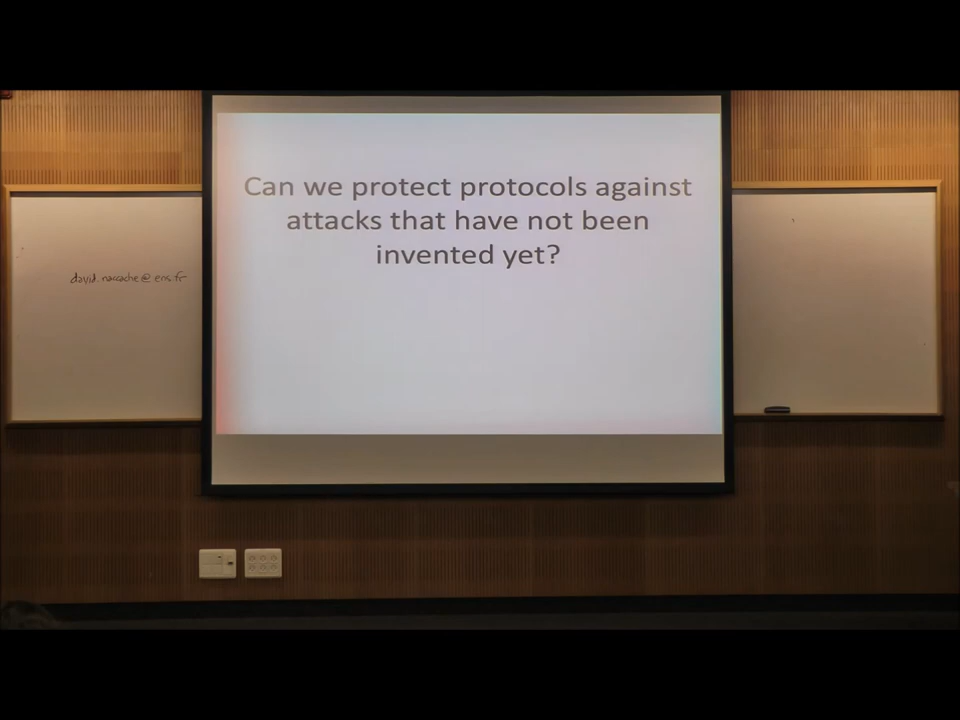 Can we protect protocols against
attacks that have not been
invented yet?
david.naccache@ens.fr